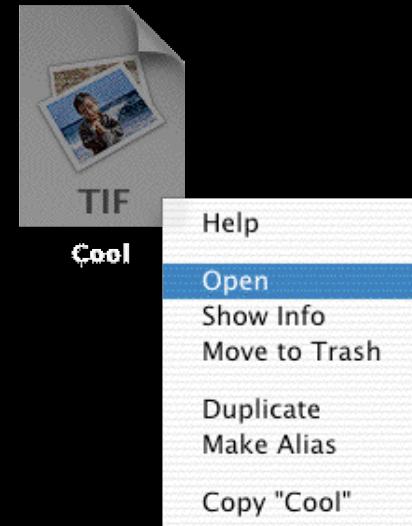 TIF
Cool
Help
Open
Show Info
Move to Trash
Duplicate
Make Alias
Copy "Cool"